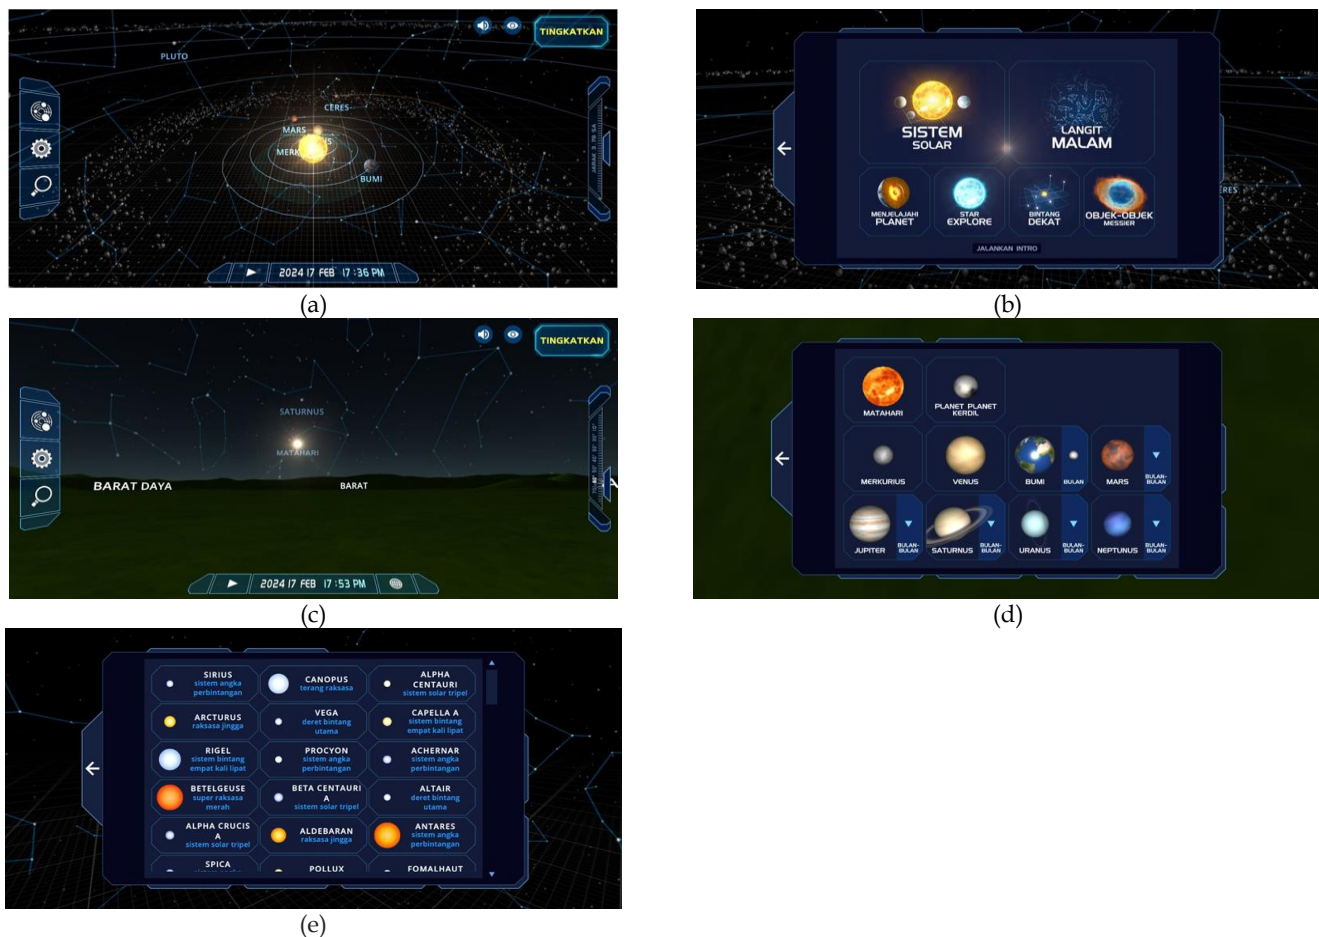 TINGKATKAN
PLUTO
CERES
MARS
MERK
BUMI
2024 17 FEB 17:36 PM
(a)
SISTEM
SOLAR
LANGIT
MALAM
MENJELAJAHI
PLANET
STAR
EXPLORE
BINTANG
DEKAT
OBJEK-OBJEK
MESSIER
JALANKAN INTRO
ERES
(b)
TINGKATKAN
SATURNUS
MATAHARI
BARAT DAYA
BARAT
2024 17 FEB 17:53 PM
(c)
MATAHARI
PLANET PLANET
KERDIL
MERKURIUS
VENUS
BUMI
BULAN
MARS
BULAN-
BULAN
JUPITER
BULAN-
BULAN
SATURNUS
BULAN-
BULAN
URANUS
BULAN-
BULAN
NEPTUNUS
BULAN-
BULAN
(d)
SIRIUS
sistem angka
perbintangan
CANOPUS
terang raksasa
ALPHA
CENTAURI
sistem solar tripel
ARCTURUS
raksasa jingga
VEGA
deret bintang
utama
CAPELLA A
sistem bintang
empat kali lipat
RIGEL
sistem bintang
empat kali lipat
PROCYON
sistem angka
perbintangan
ACHERNAR
sistem angka
perbintangan
BETELGEUSE
super raksasa
merah
BETA CENTAURI
A
sistem solar tripel
ALTAIR
deret bintang
utama
ALPHA CRUCIS
A
sistem solar tripel
ALDEBARAN
raksasa jingga
ANTARES
sistem angka
perbintangan
SPICA
POLLUX
FOMALHAUT
(e)